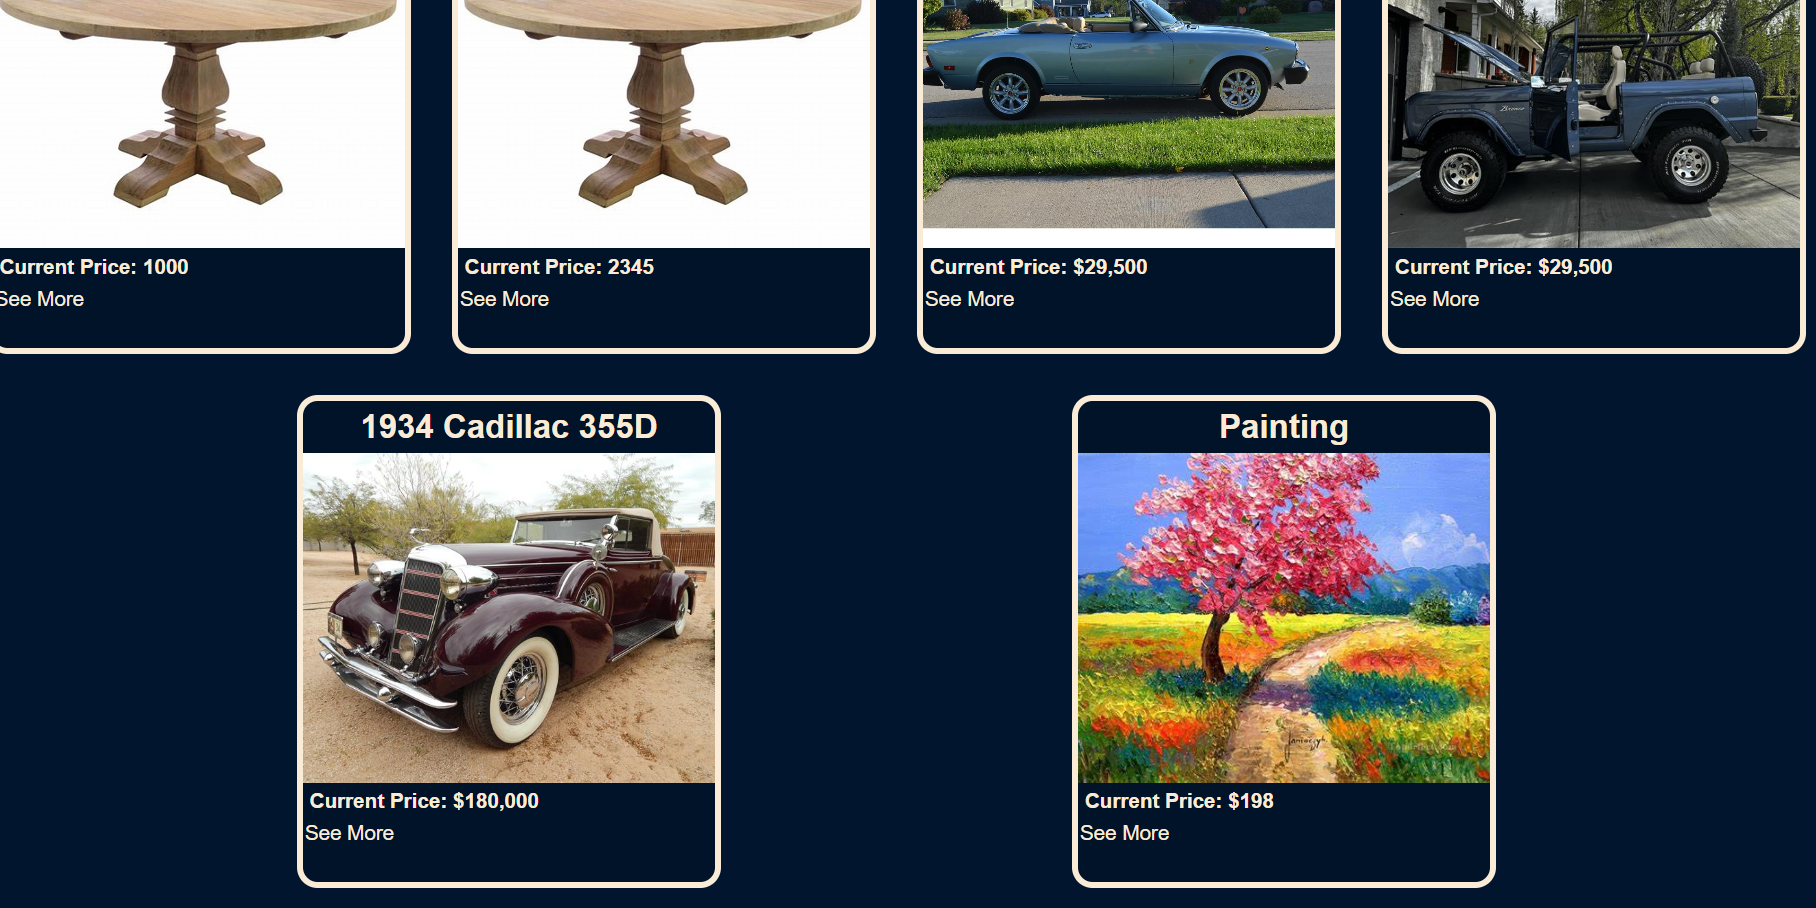 Current Price: 1000
See More
Current Price: 2345
See More
Current Price: $29,500
See More
Bronco
Current Price: $29,500
See More
1934 Cadillac 355D
Current Price: $180,000
See More
Painting
Current Price: $198
See More